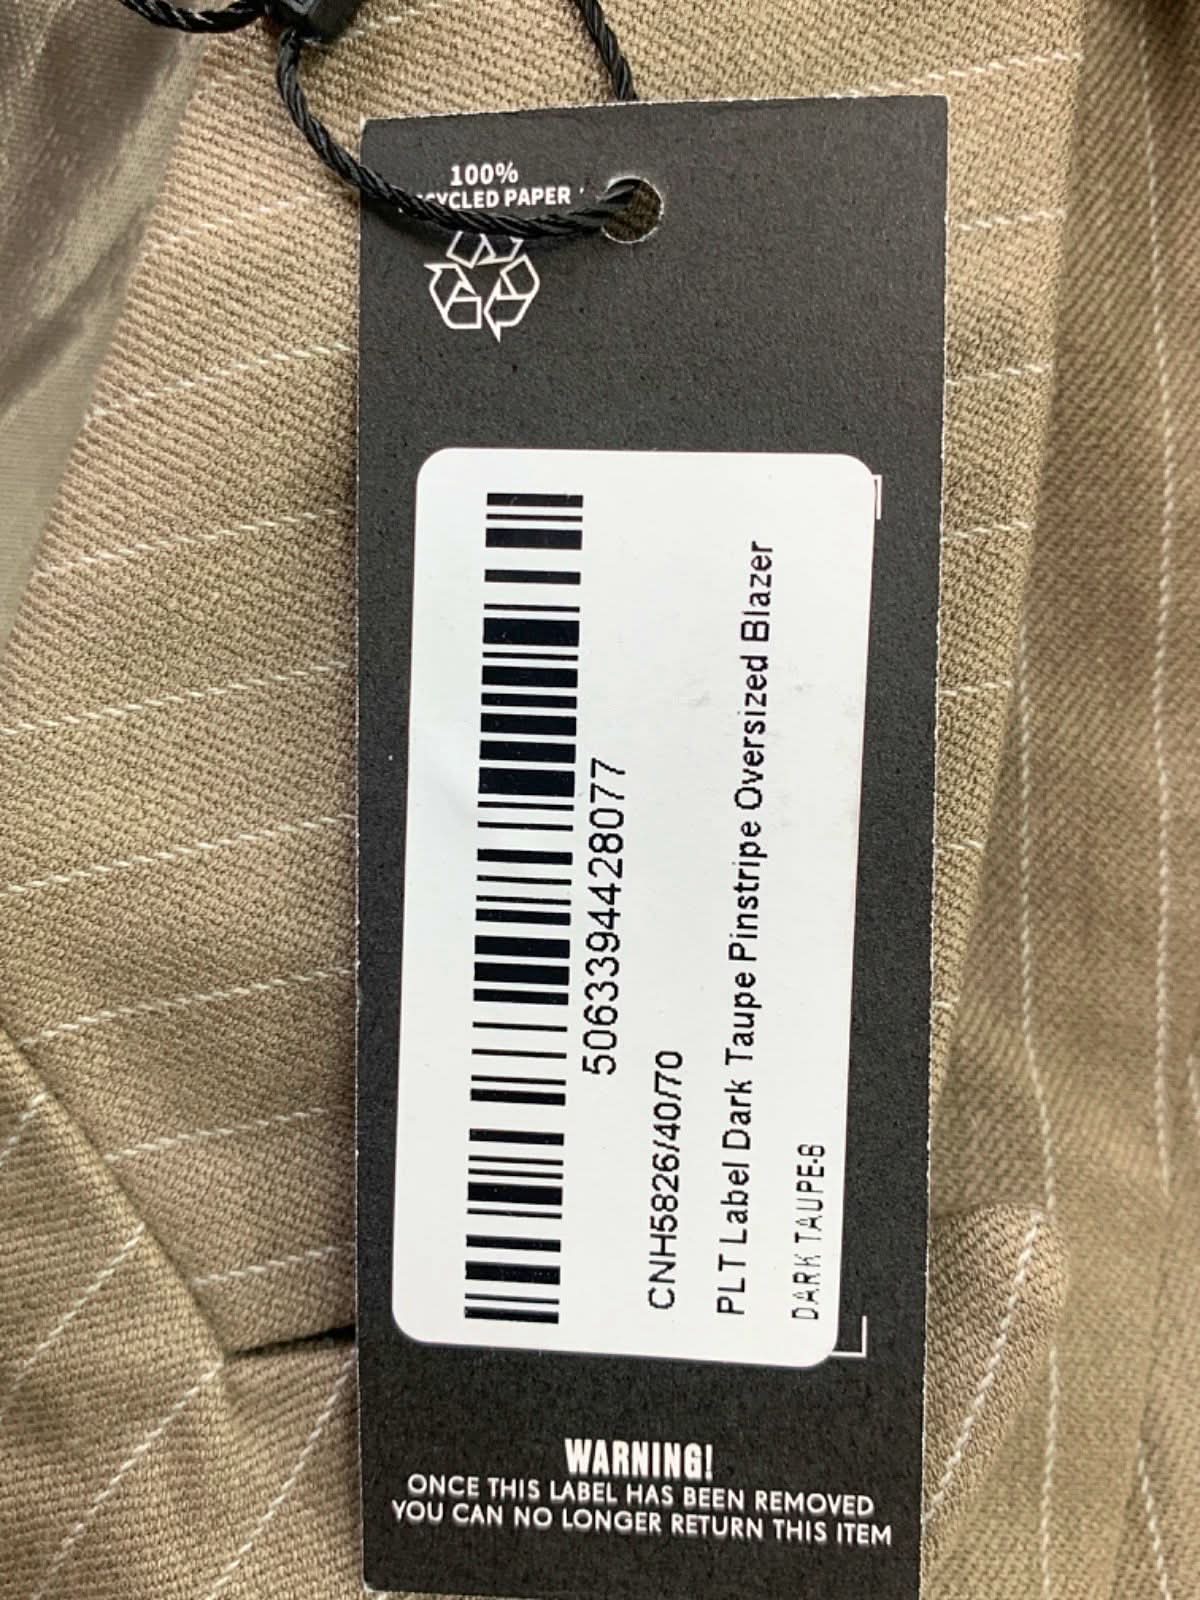 100%
CYCLED PAPER
5063394428077
CNH5826/40/70
PLT Label Dark Taupe Pinstripe Oversized Blazer
DARK TAUPE-6
WARNING!
ONCE THIS LABEL HAS BEEN REMOVED
YOU CAN NO LONGER RETURN THIS ITEM